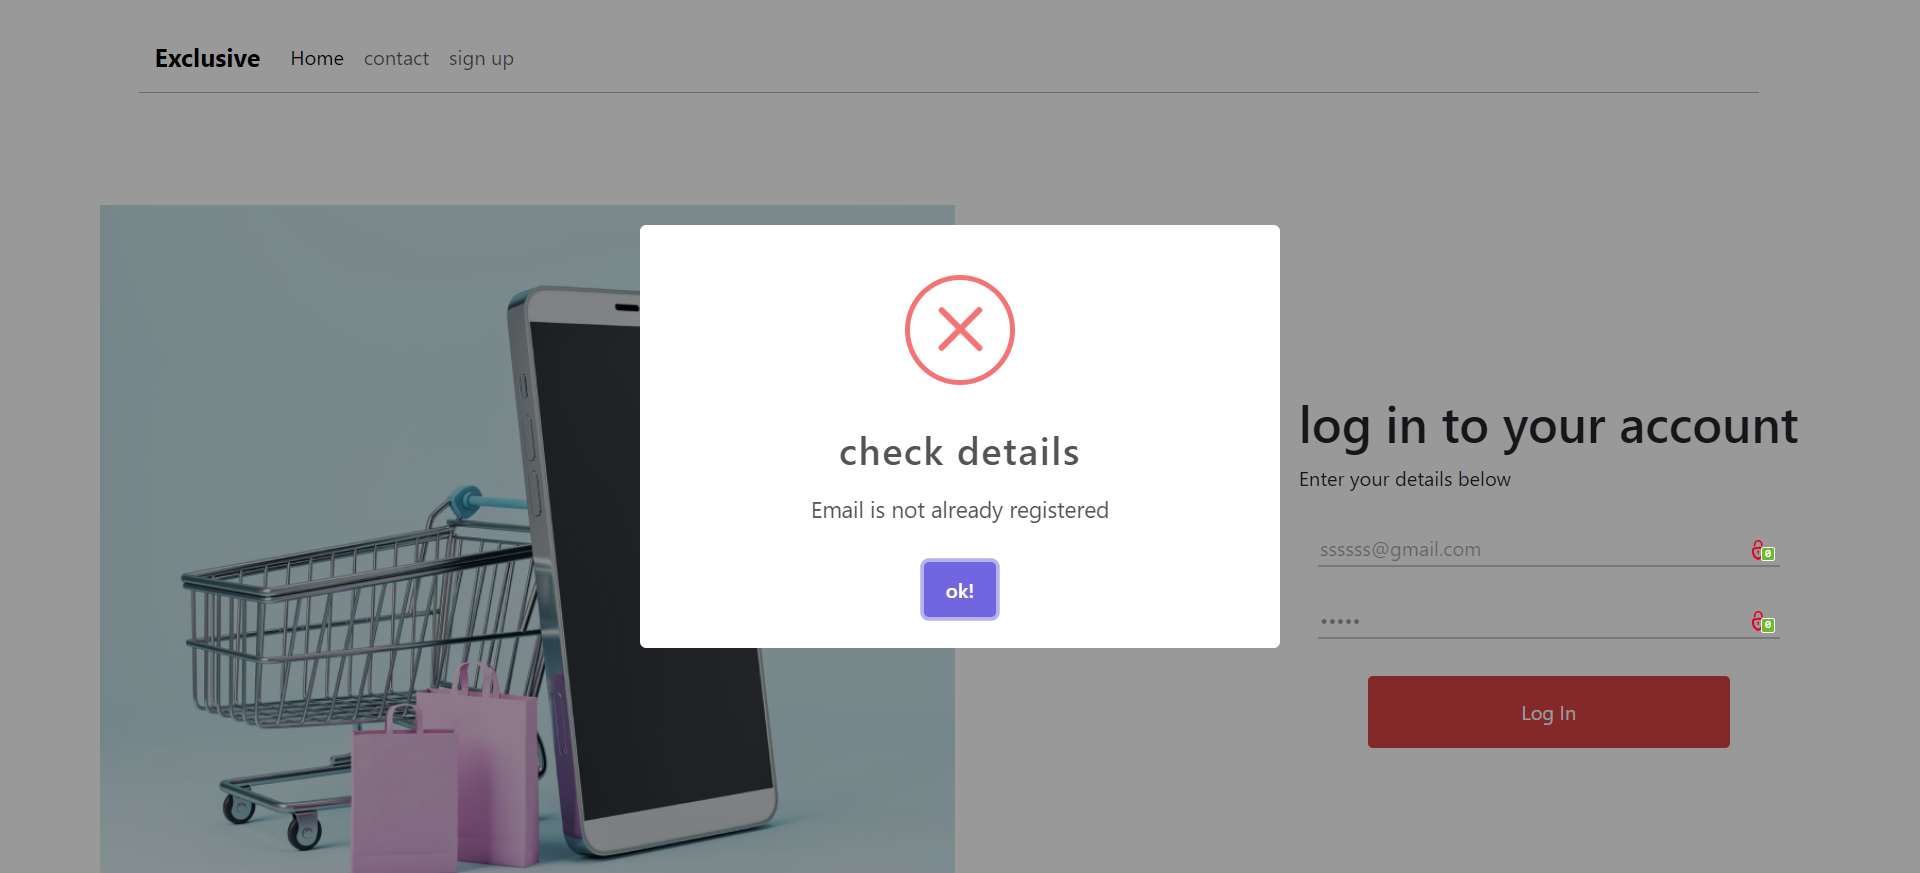 Exclusive Home contact sign up
check details
Email is not already registered
ok!
log in to your account
Enter your details below
ssssss@gmail.com
•••••
Log In